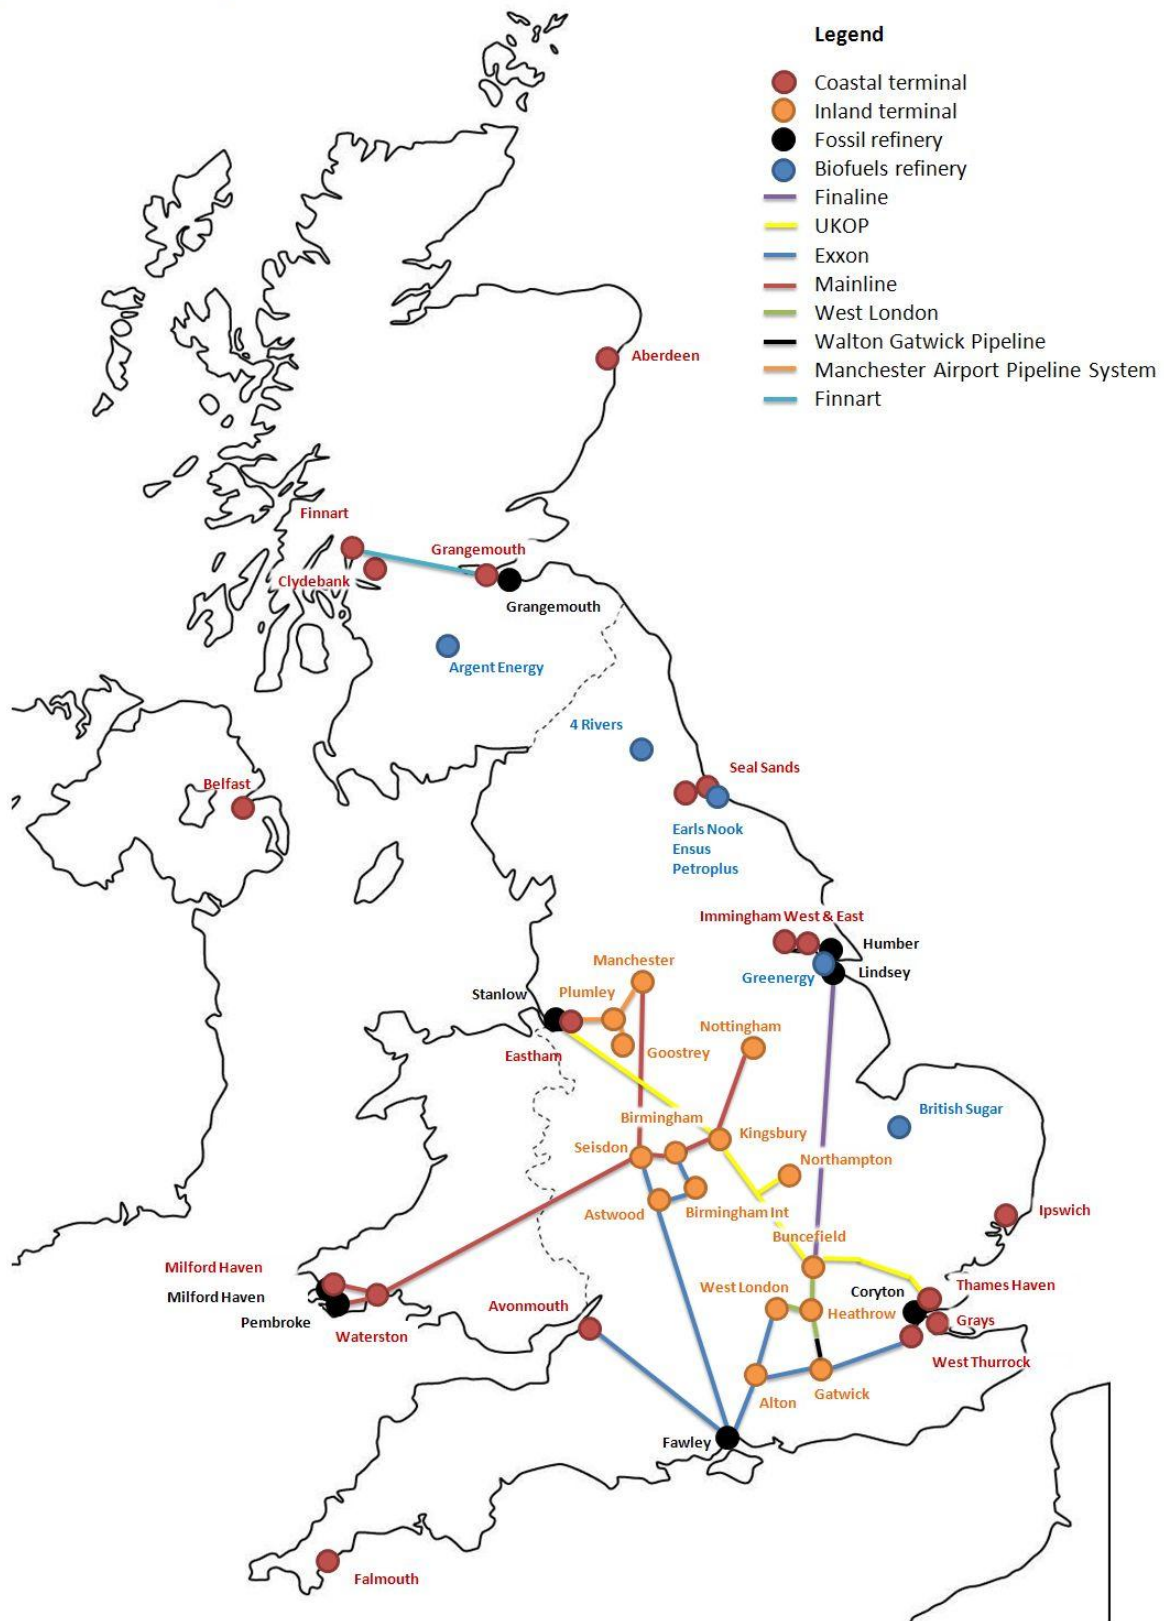 Legend
Coastal terminal
Inland terminal
Fossil refinery
Biofuels refinery
Finaline
UKOP
Exxon
Mainline
West London
Walton Gatwick Pipeline
Manchester Airport Pipeline System
Finnart
Aberdeen
Finnart
Grangemouth
Clydebank
Grangemouth
Argent Energy
4 Rivers
Seal Sands
Belfast
Earls Nook
Ensus
Petroplus
Immingham West & East
Humber
Manchester
Greenergy
Lindsey
Stanlow
Plumley
Nottingham
Eastham
Goostrey
British Sugar
Birmingham
Kingsbury
Seisdon
Northampton
Astwood
Birmingham Int
Ipswich
Buncefield
Milford Haven
West London
Coryton
Thames Haven
Milford Haven
Avonmouth
Heathrow
Pembroke
Grays
Waterston
West Thurrock
Alton
Gatwick
Fawley
Falmouth